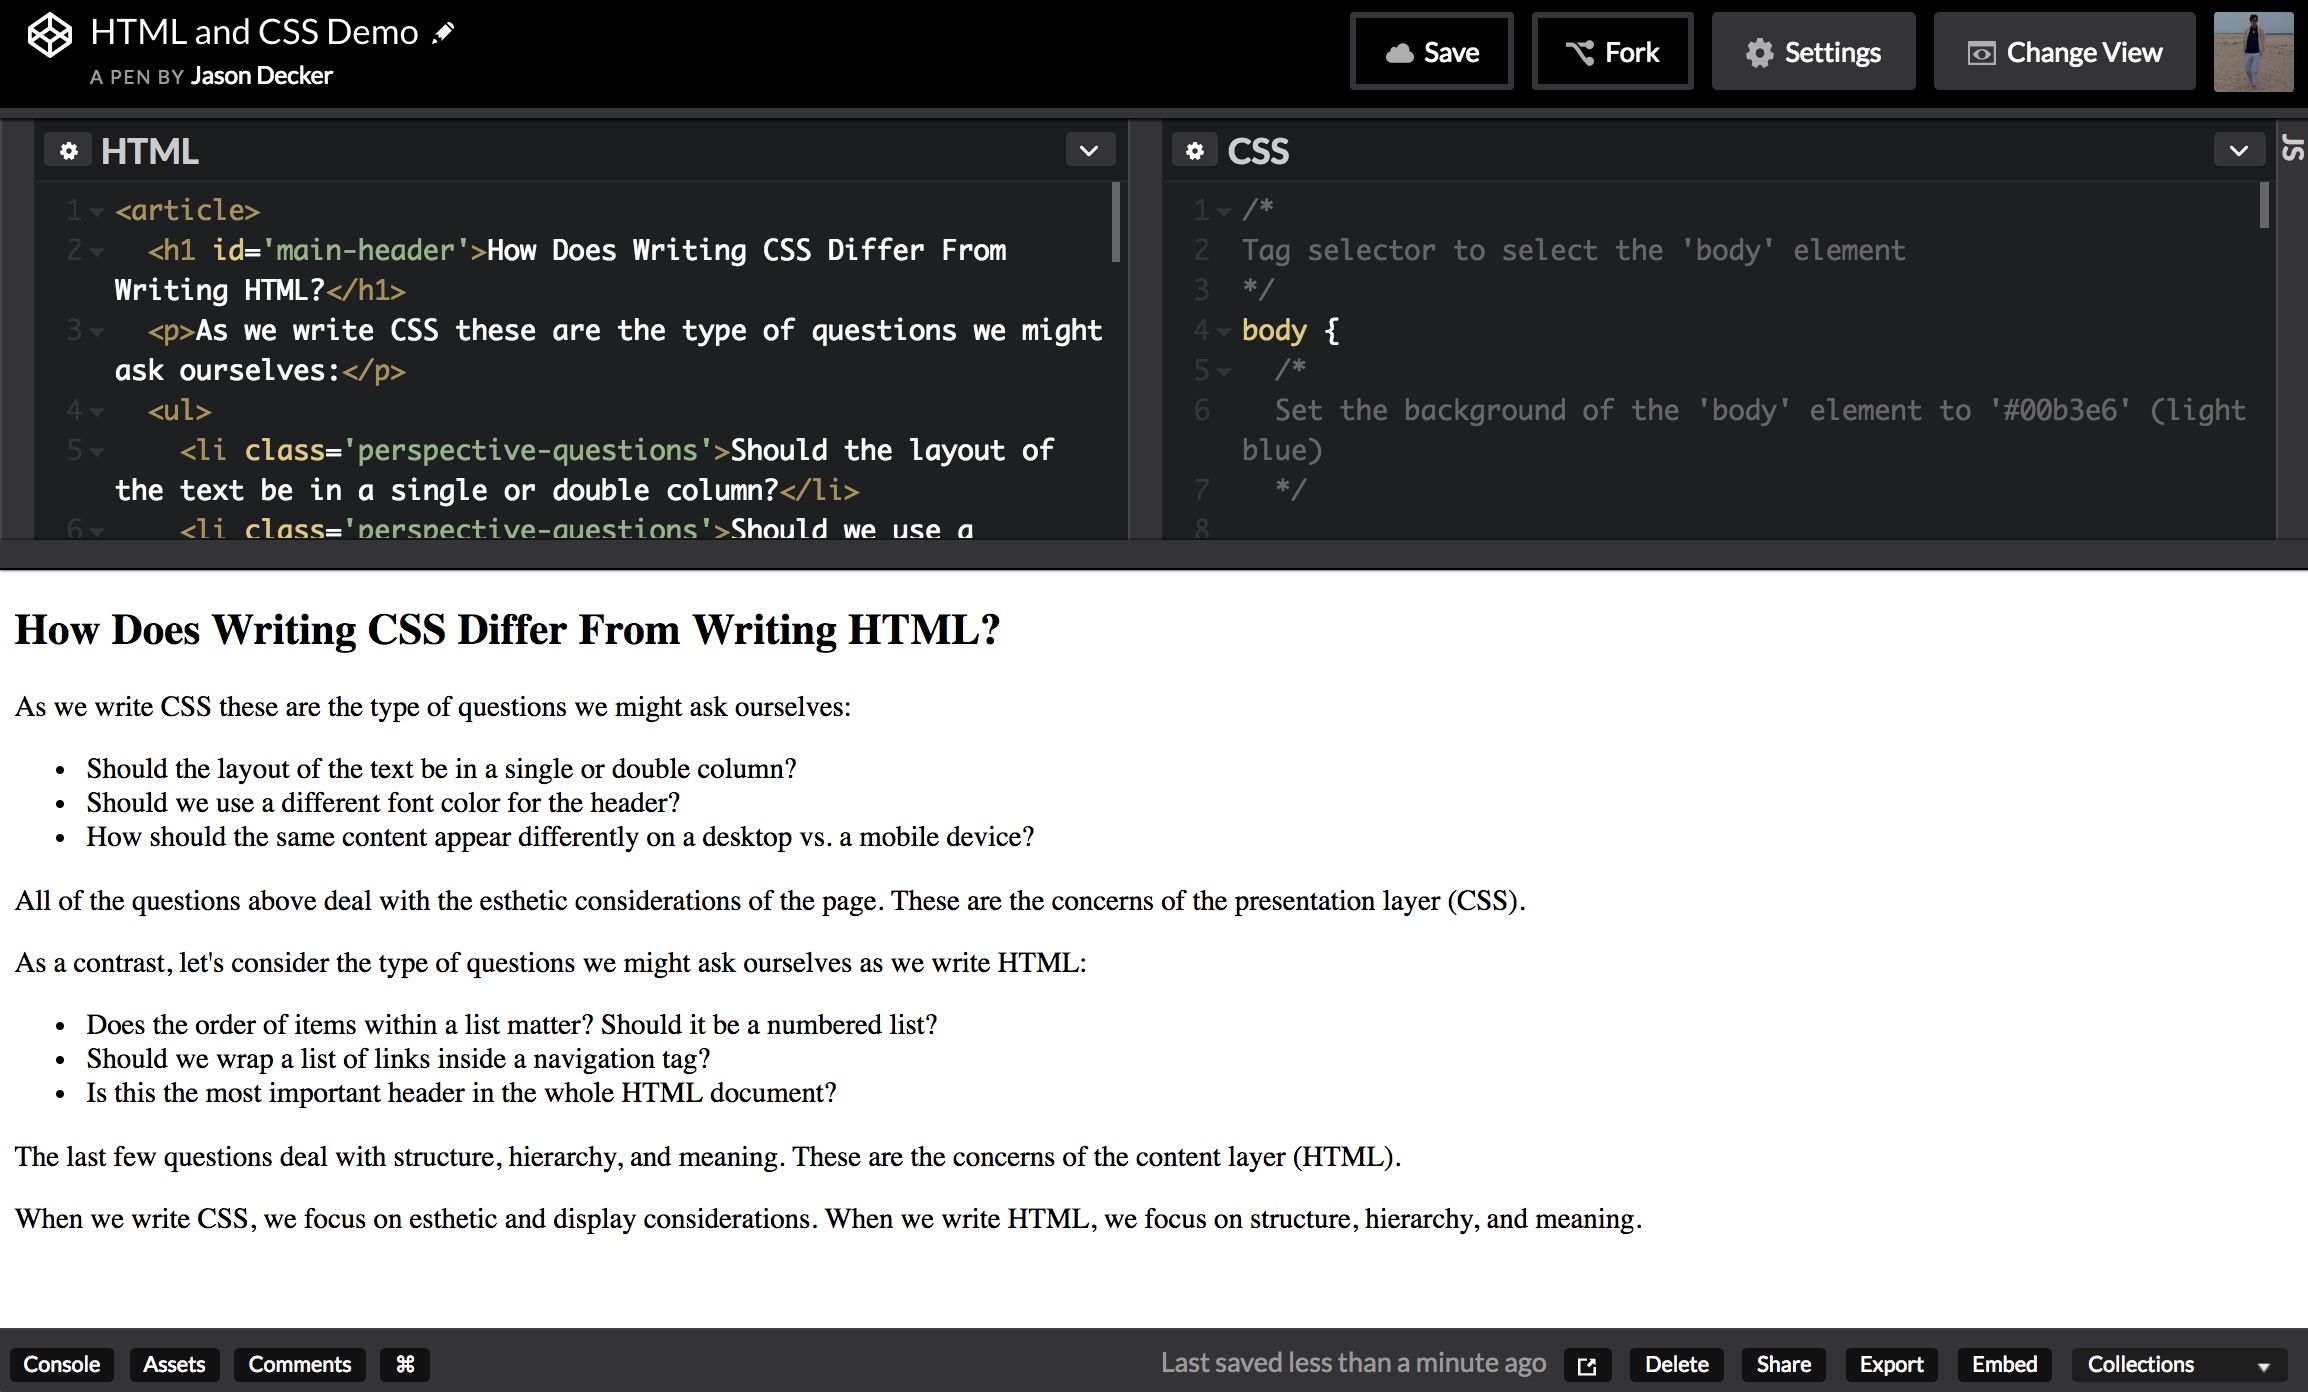 HTML and CSS Demo
A PEN BY Jason Decker
Save
Fork
Settings
Change View
HTML
1 <article>
2 <h1 id='main-header'>How Does Writing CSS Differ From
Writing HTML?</h1>
3 <p>As we write CSS these are the type of questions we might
ask ourselves:</p>
4 <ul>
5 <li class='perspective-questions'>Should the layout of
the text be in a single or double column?</li>
6 <li class='perspective-questions'>Should we use a
CSS
1 /*
2 Tag selector to select the 'body' element
3 */
4 body {
5 /*
6 Set the background of the 'body' element to '#00b3e6' (light
blue)
7 */
8
JS
How Does Writing CSS Differ From Writing HTML?
As we write CSS these are the type of questions we might ask ourselves:
• Should the layout of the text be in a single or double column?
• Should we use a different font color for the header?
• How should the same content appear differently on a desktop vs. a mobile device?
All of the questions above deal with the esthetic considerations of the page. These are the concerns of the presentation layer (CSS).
As a contrast, let's consider the type of questions we might ask ourselves as we write HTML:
• Does the order of items within a list matter? Should it be a numbered list?
• Should we wrap a list of links inside a navigation tag?
• Is this the most important header in the whole HTML document?
The last few questions deal with structure, hierarchy, and meaning. These are the concerns of the content layer (HTML).
When we write CSS, we focus on esthetic and display considerations. When we write HTML, we focus on structure, hierarchy, and meaning.
Console
Assets
Comments
⌘
Last saved less than a minute ago
Delete
Share
Export
Embed
Collections